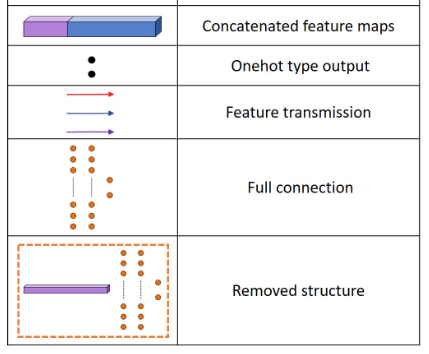 Concatenated feature maps
Onehot type output
Feature transmission
Full connection
Removed structure